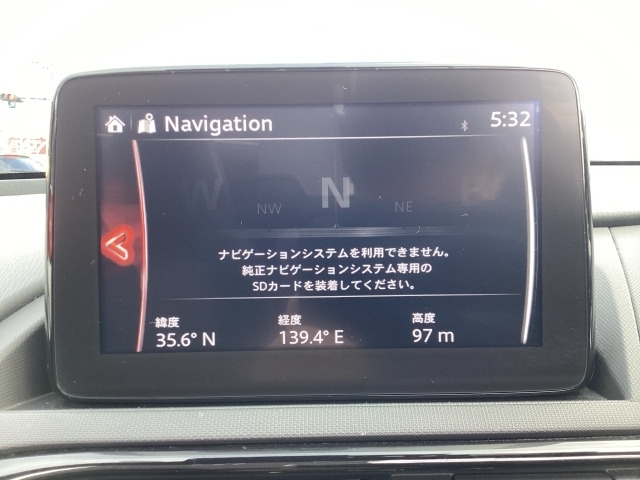 Navigation
5:32
W N E
NW NE
ナビゲーションシステムを利用できません。
純正ナビゲーションシステム専用の
SDカードを装着してください。
緯度 経度 高度
35.6° N 139.4° E 97 m